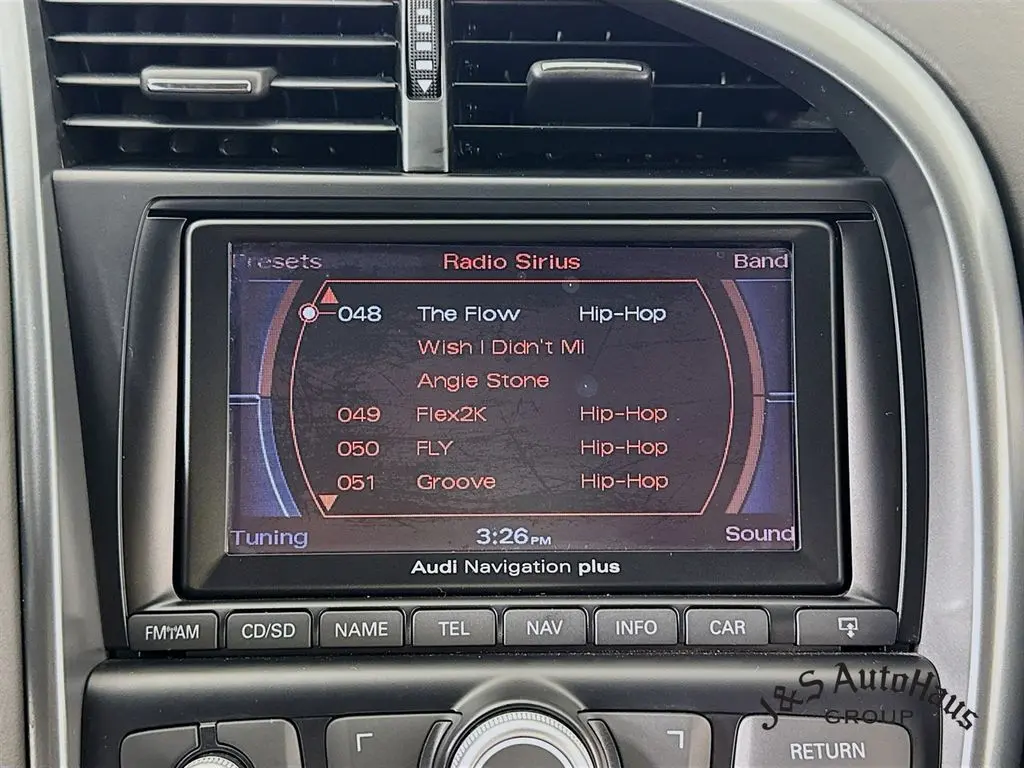 Presets Radio Sirius Band
048 The Flow Hip-Hop
Wish I Didn't Mi
Angie Stone
049 Flex2K Hip-Hop
050 FLY Hip-Hop
051 Groove Hip-Hop
Tuning 3:26PM Sound
Audi Navigation plus
FM/AM CD/SD NAME TEL NAV INFO CAR
J&S AutoHaus
GROUP
RETURN